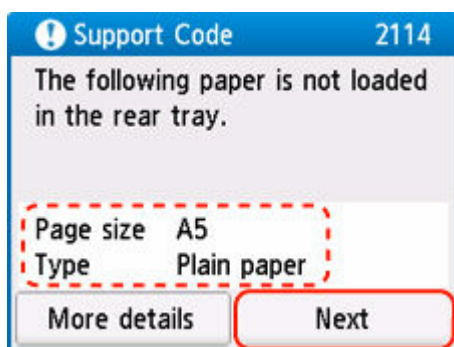 Support Code 2114
The following paper is not loaded
in the rear tray.
Page size A5
Type Plain paper
More details Next